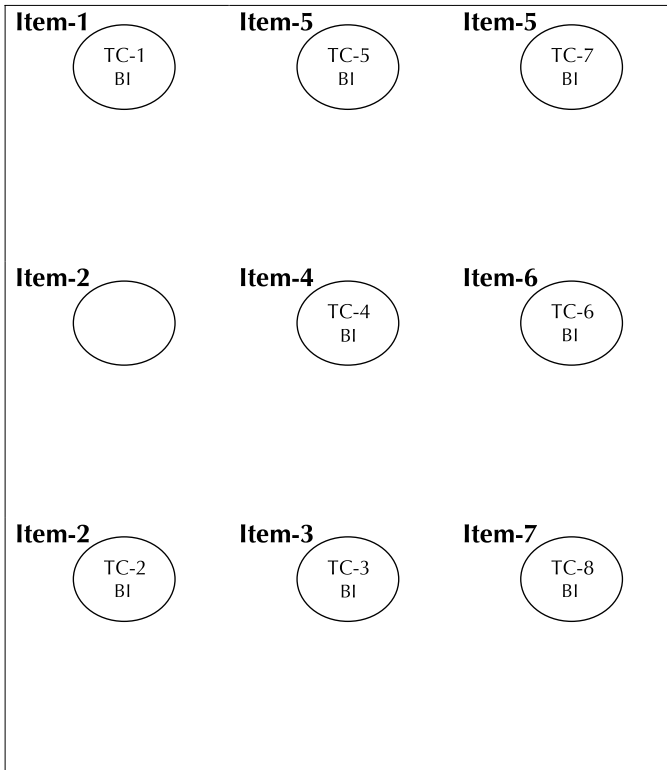 Item-1 Item-5 Item-5
TC-1 TC-5 TC-7
BI BI BI
Item-2 Item-4 Item-6
TC-4 TC-6
BI BI
Item-2 Item-3 Item-7
TC-2 TC-3 TC-8
BI BI BI